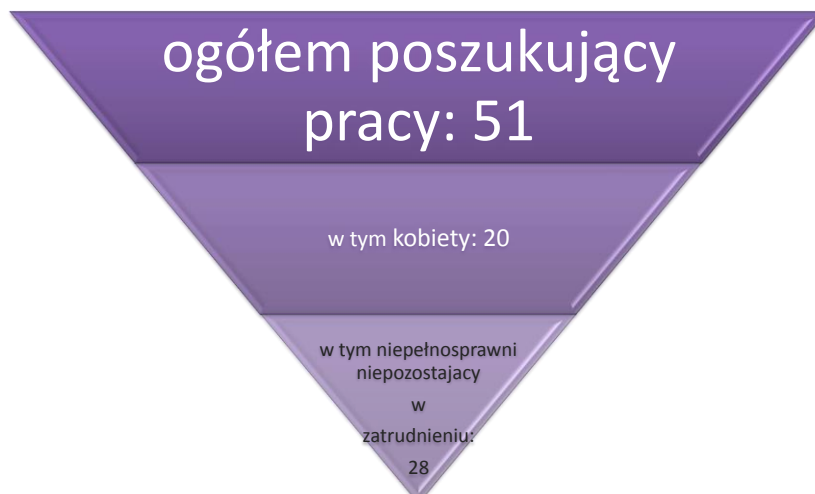 ogółem poszukujący
pracy: 51
w tym kobiety: 20
w tym niepełnosprawni
niepozostajacy
w
zatrudnieniu:
28